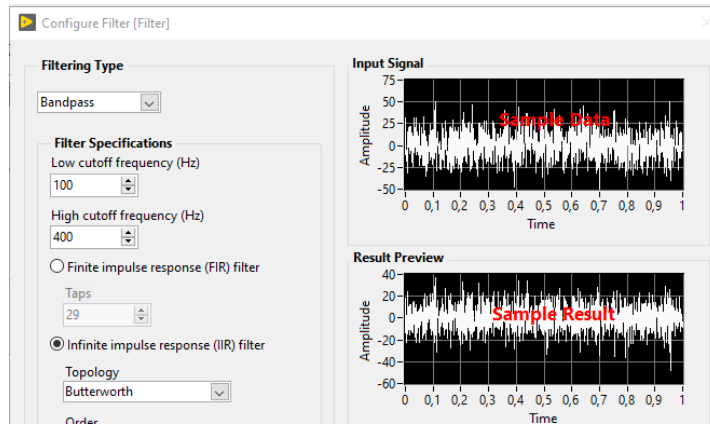 Configure Filter [Filter]
Filtering Type
Bandpass
Filter Specifications
Low cutoff frequency (Hz)
100
High cutoff frequency (Hz)
400
Finite impulse response (FIR) filter
Taps
29
Infinite impulse response (IIR) filter
Topology
Butterworth
Order
Input Signal
75
50
25
0
-25
-50
Amplitude
Sample Data
0 0,1 0,2 0,3 0,4 0,5 0,6 0,7 0,8 0,9 1
Time
Result Preview
40
20
0
-20
-40
-60
Amplitude
Sample Result
0 0,1 0,2 0,3 0,4 0,5 0,6 0,7 0,8 0,9 1
Time